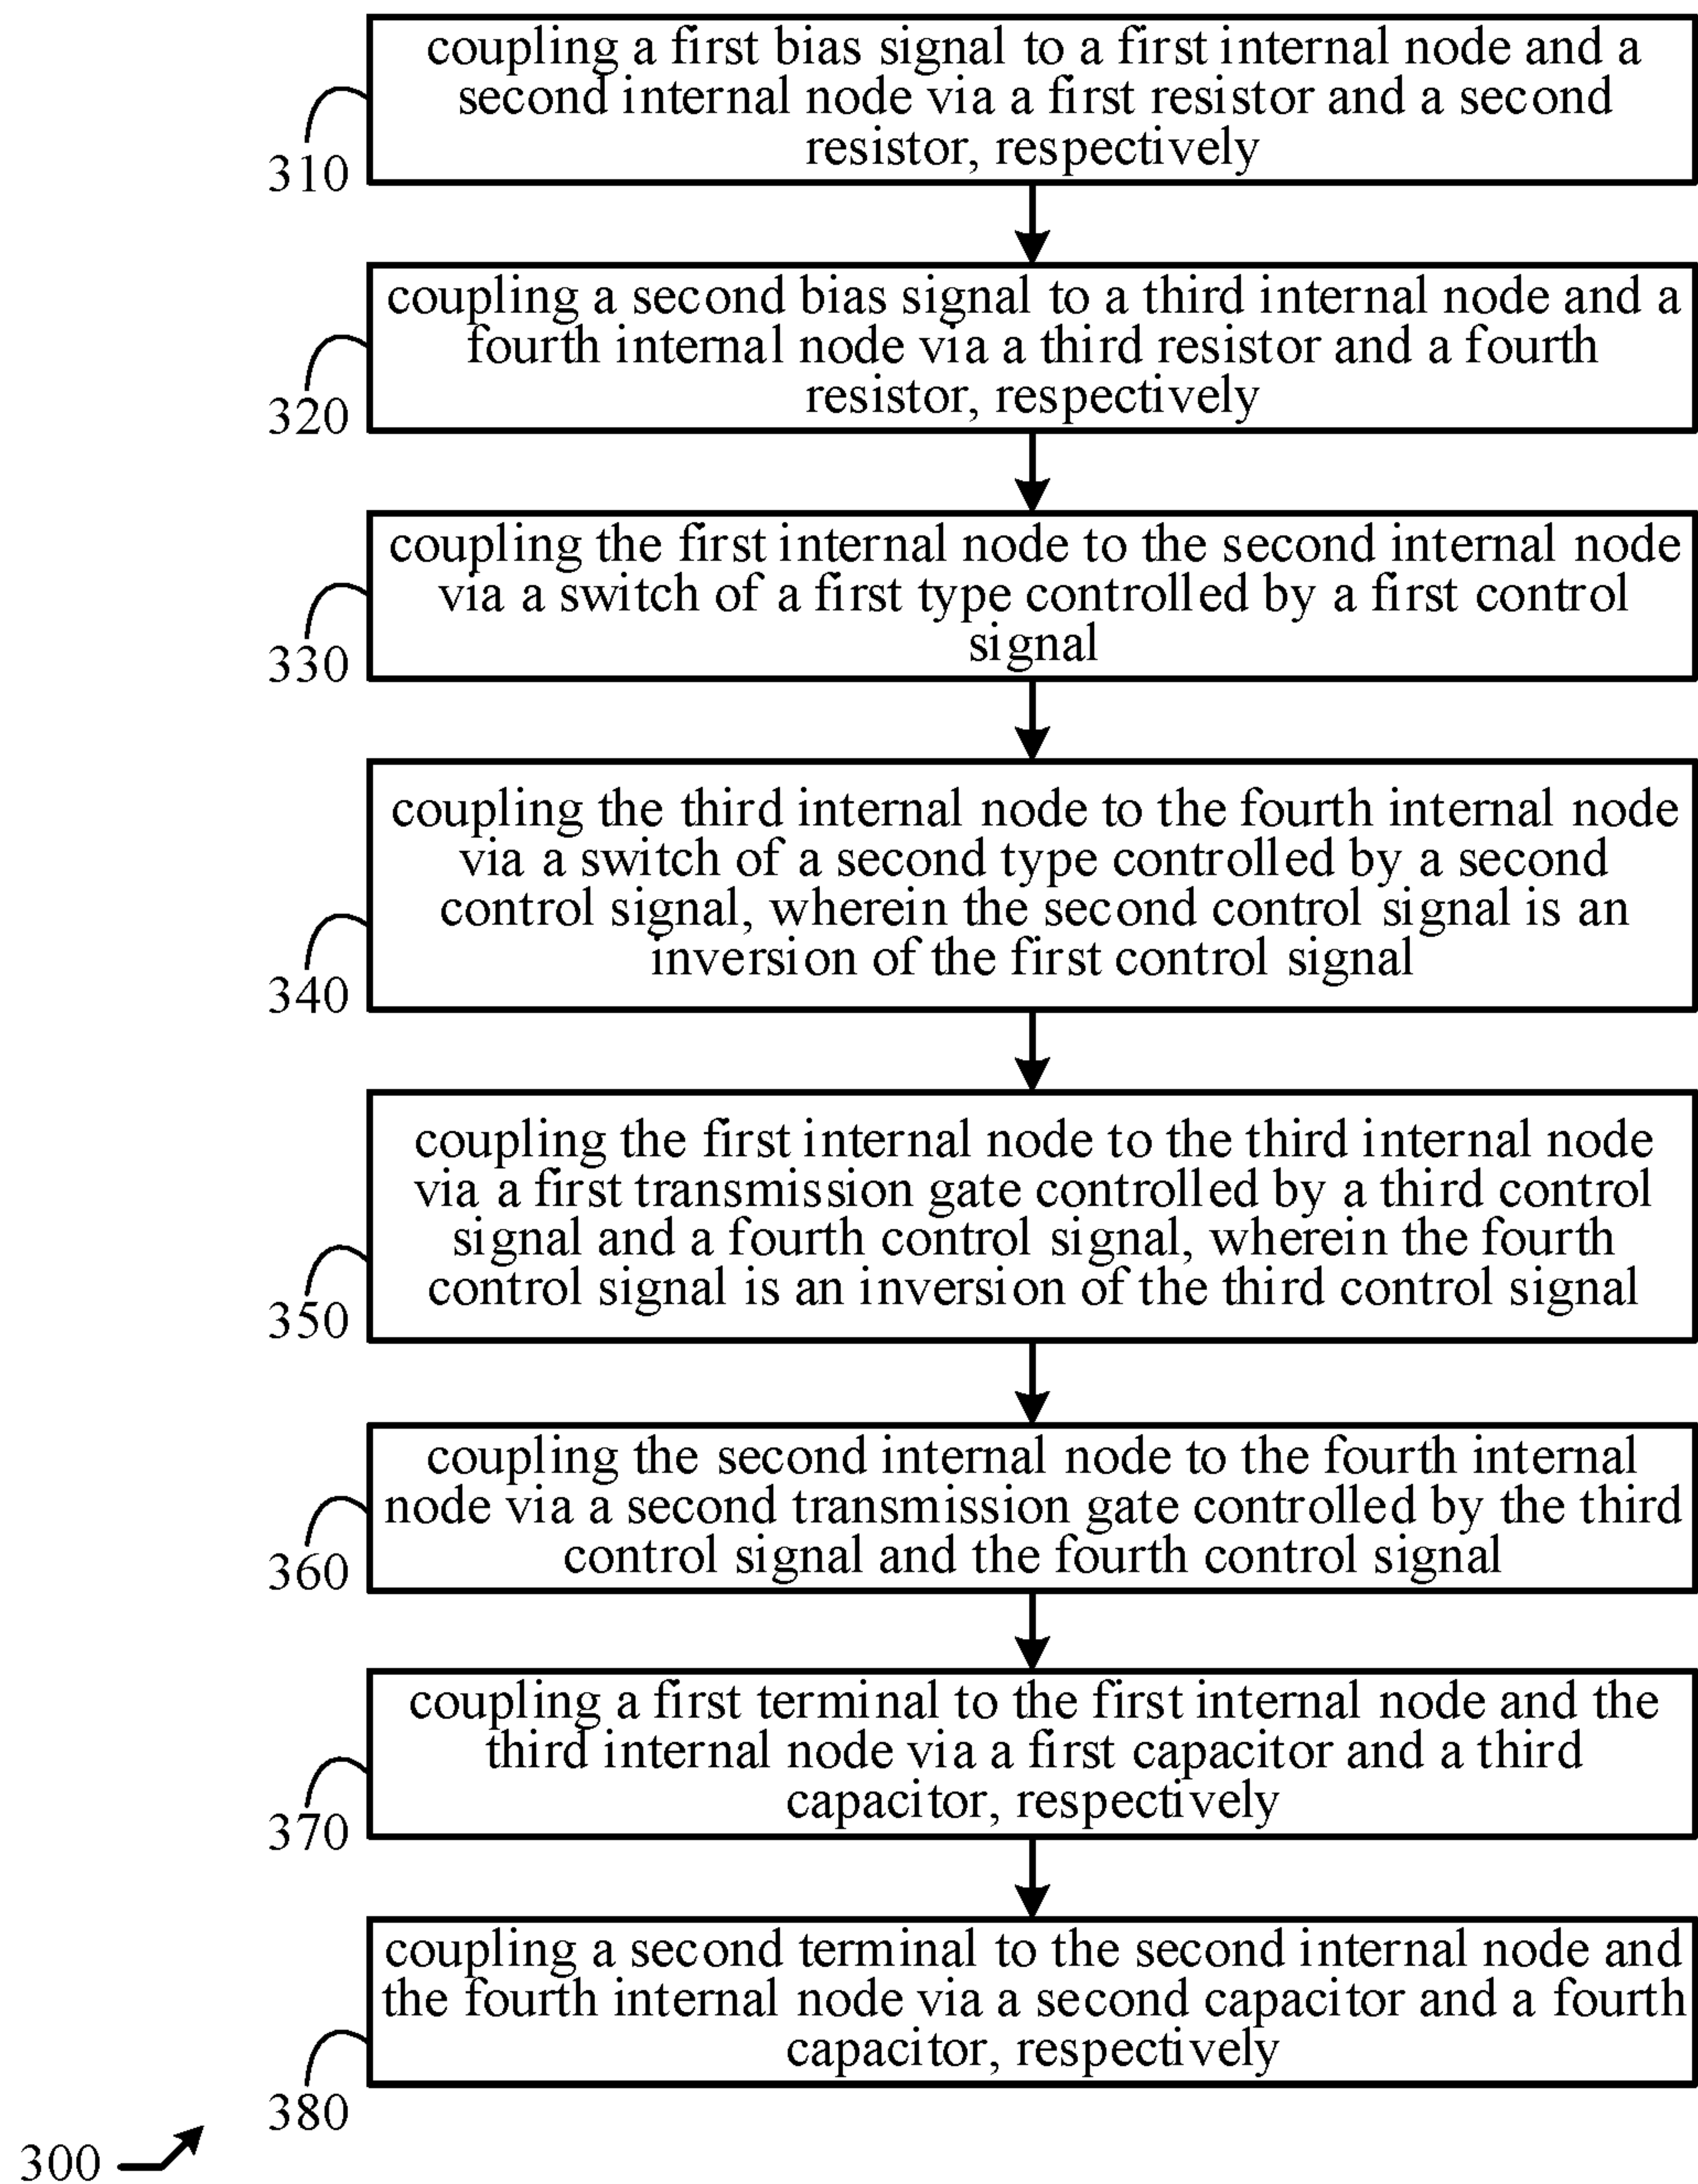 coupling a first bias signal to a first internal node and a
second internal node via a first resistor and a second
resistor, respectively
310
coupling a second bias signal to a third internal node and a
fourth internal node via a third resistor and a fourth
resistor, respectively
320
coupling the first internal node to the second internal node
via a switch of a first type controlled by a first control
signal
330
coupling the third internal node to the fourth internal node
via a switch of a second type controlled by a second
control signal, wherein the second control signal is an
inversion of the first control signal
340
coupling the first internal node to the third internal node
via a first transmission gate controlled by a third control
signal and a fourth control signal, wherein the fourth
control signal is an inversion of the third control signal
350
coupling the second internal node to the fourth internal
node via a second transmission gate controlled by the third
control signal and the fourth control signal
360
coupling a first terminal to the first internal node and the
third internal node via a first capacitor and a third
capacitor, respectively
370
coupling a second terminal to the second internal node and
the fourth internal node via a second capacitor and a fourth
capacitor, respectively
380
300